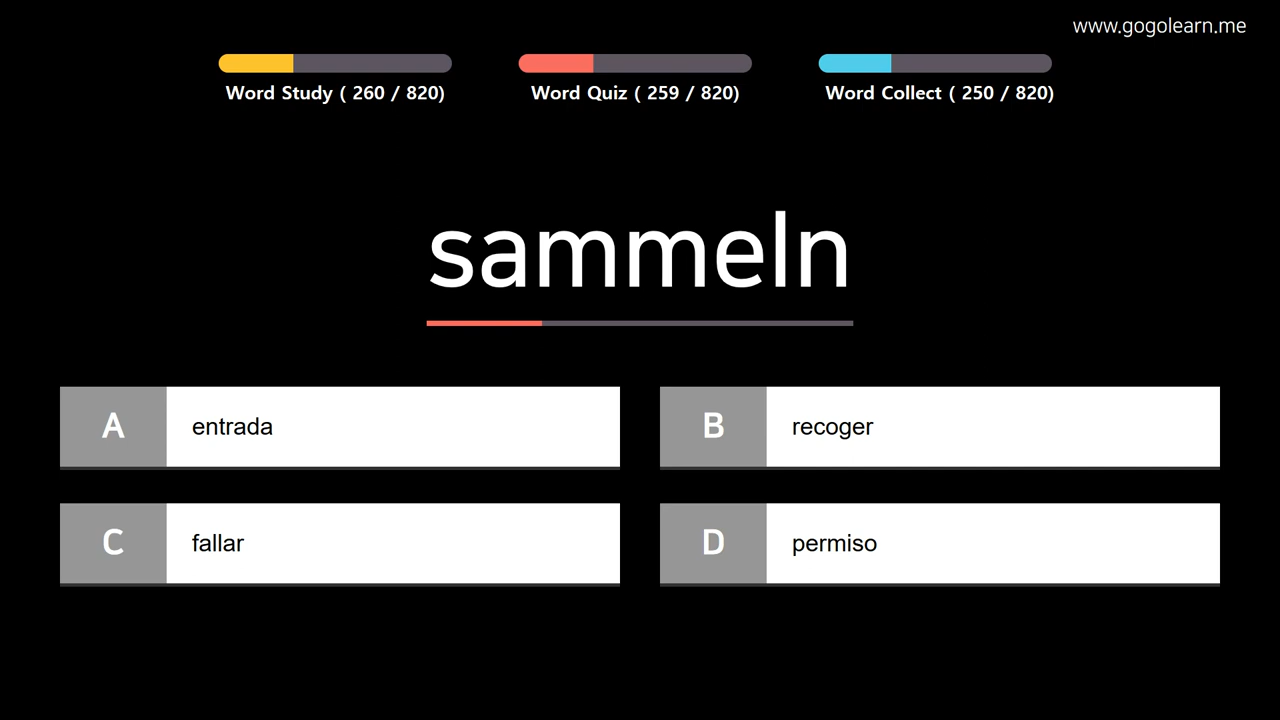 www.gogolearn.me
Word Study ( 260 / 820)
Word Quiz ( 259 / 820)
Word Collect ( 250 / 820)
sammeln
A entrada
B recoger
C fallar
D permiso